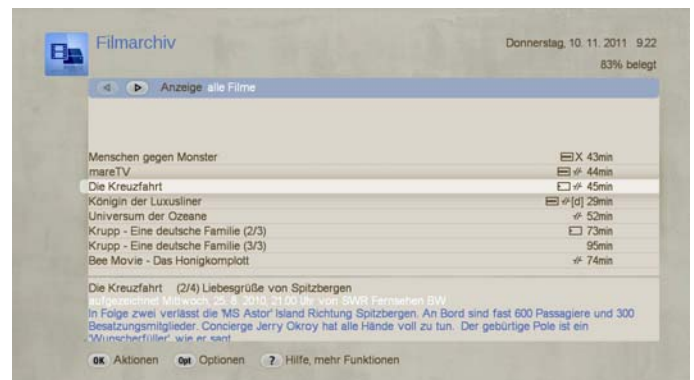 Filmarchiv
Donnerstag, 10. 11. 2011 9.22
83% belegt
Anzeige alle Filme
Menschen gegen Monster X 43min
mareTV 44min
Die Kreuzfahrt 45min
Königin der Luxusliner [d] 29min
Universum der Ozeane 52min
Krupp - Eine deutsche Familie (2/3) 73min
Krupp - Eine deutsche Familie (3/3) 95min
Bee Movie - Das Honigkomplott 74min
Die Kreuzfahrt (2/4) Liebesgrüße von Spitzbergen
aufgezeichnet Mittwoch, 25. 8. 2010, 21.00 Uhr von SWR Fernsehen BW
In Folge zwei verlässt die 'MS Astor' Island Richtung Spitzbergen. An Bord sind fast 600 Passagiere und 300
Besatzungsmitglieder. Concierge Jerry Okroy hat alle Hände voll zu tun. Der gebürtige Pole ist ein
'Wunscherfüller', wie er sagt
OK Aktionen Opt Optionen ? Hilfe, mehr Funktionen